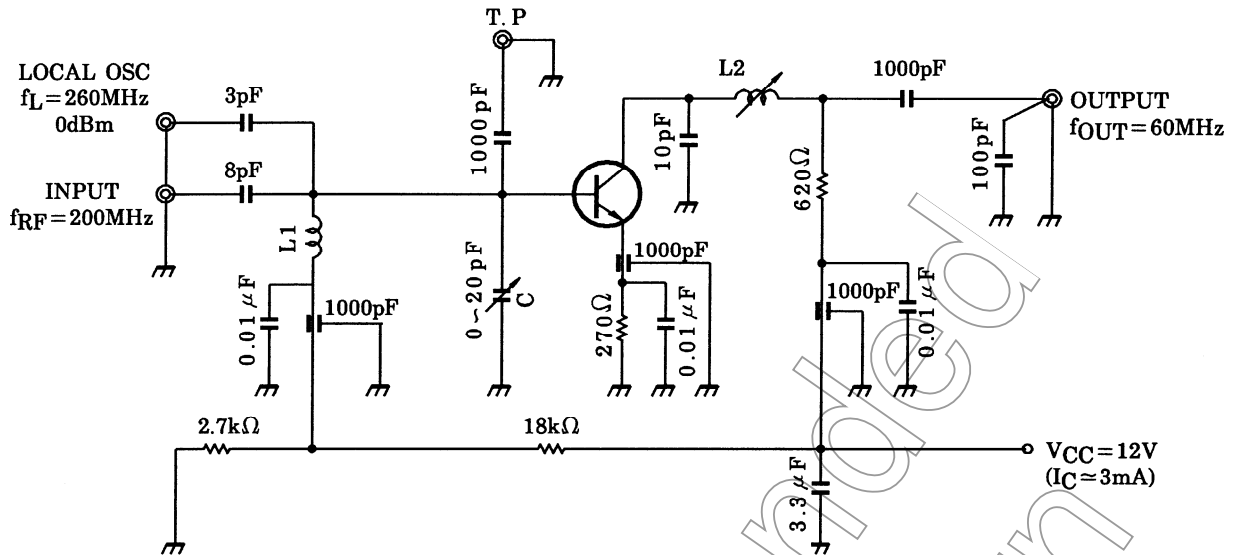 T.P
LOCAL OSC
fL=260MHz
0dBm
3pF
8pF
INPUT
fRF=200MHz
L1
0.01μF
1000pF
1000pF
0~20pF
C
1000pF
270Ω
0.01μF
10pF
L2
1000pF
620Ω
1000pF
0.01μF
100pF
OUTPUT
fOUT=60MHz
2.7kΩ
18kΩ
3.3μF
VCC=12V
(IC≃3mA)
nded
n